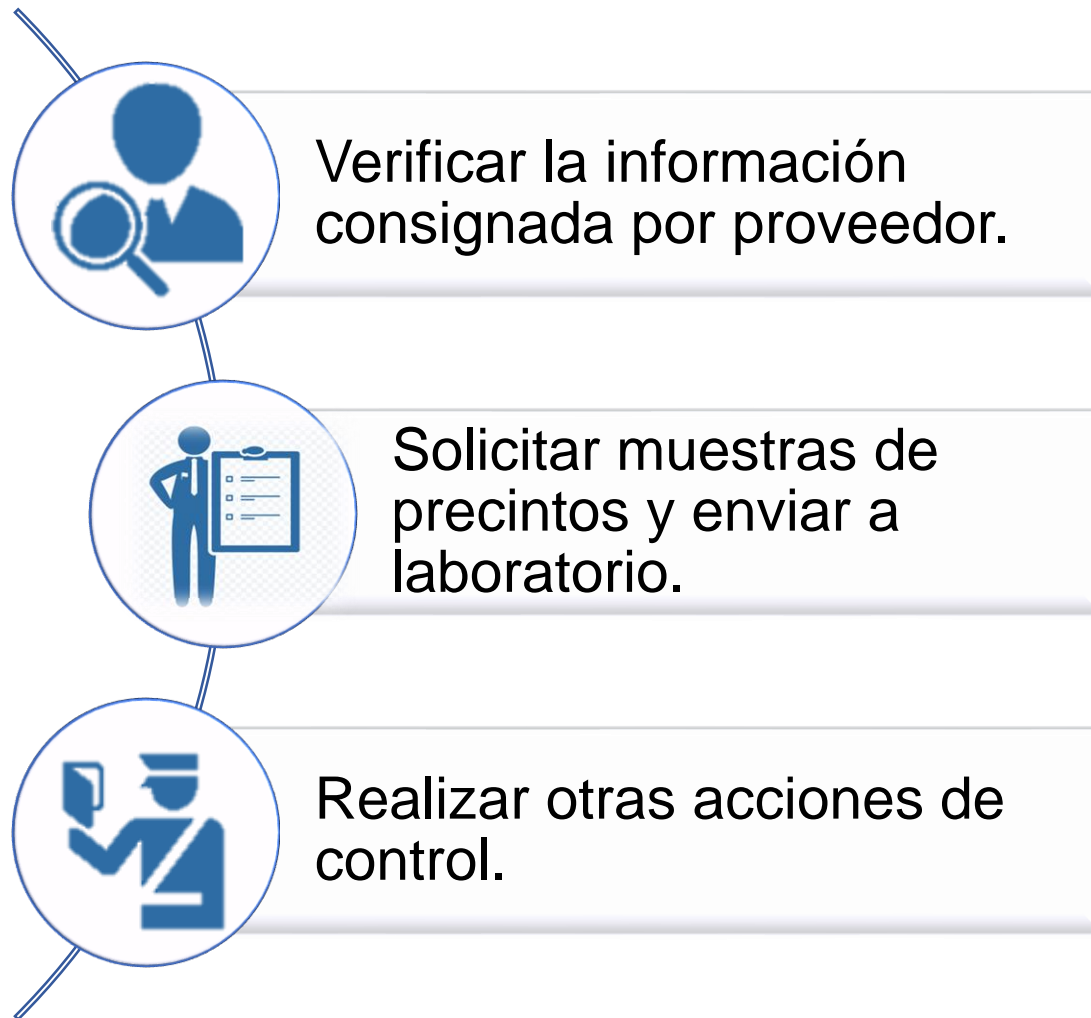 Verificar la información
consignada por proveedor.
Solicitar muestras de
precintos y enviar a
laboratorio.
Realizar otras acciones de
control.